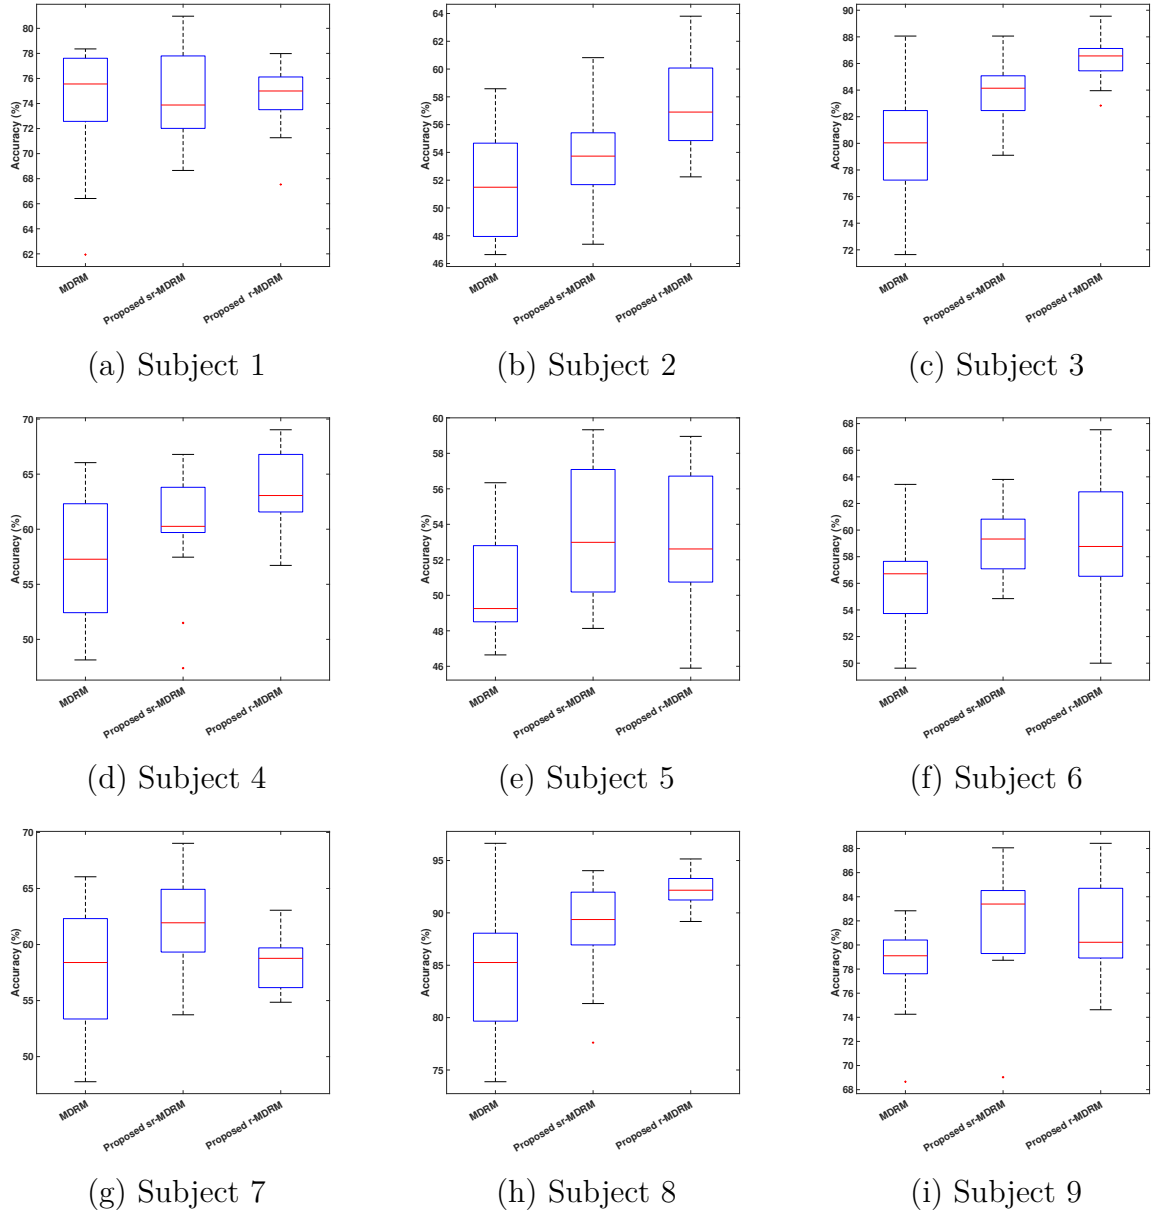 80
78
76
74
72
70
68
66
64
62
Accuracy (%)
MDRM
Proposed sr-MDRM
Proposed r-MDRM
(a) Subject 1
64
62
60
58
56
54
52
50
48
46
Accuracy (%)
MDRM
Proposed sr-MDRM
Proposed r-MDRM
(b) Subject 2
90
88
86
84
82
80
78
76
74
72
Accuracy (%)
MDRM
Proposed sr-MDRM
Proposed r-MDRM
(c) Subject 3
70
65
60
55
50
Accuracy (%)
MDRM
Proposed sr-MDRM
Proposed r-MDRM
(d) Subject 4
60
58
56
54
52
50
48
46
Accuracy (%)
MDRM
Proposed sr-MDRM
Proposed r-MDRM
(e) Subject 5
68
66
64
62
60
58
56
54
52
50
Accuracy (%)
MDRM
Proposed sr-MDRM
Proposed r-MDRM
(f) Subject 6
70
65
60
55
50
Accuracy (%)
MDRM
Proposed sr-MDRM
Proposed r-MDRM
(g) Subject 7
95
90
85
80
75
Accuracy (%)
MDRM
Proposed sr-MDRM
Proposed r-MDRM
(h) Subject 8
88
86
84
82
80
78
76
74
72
70
68
Accuracy (%)
MDRM
Proposed sr-MDRM
Proposed r-MDRM
(i) Subject 9